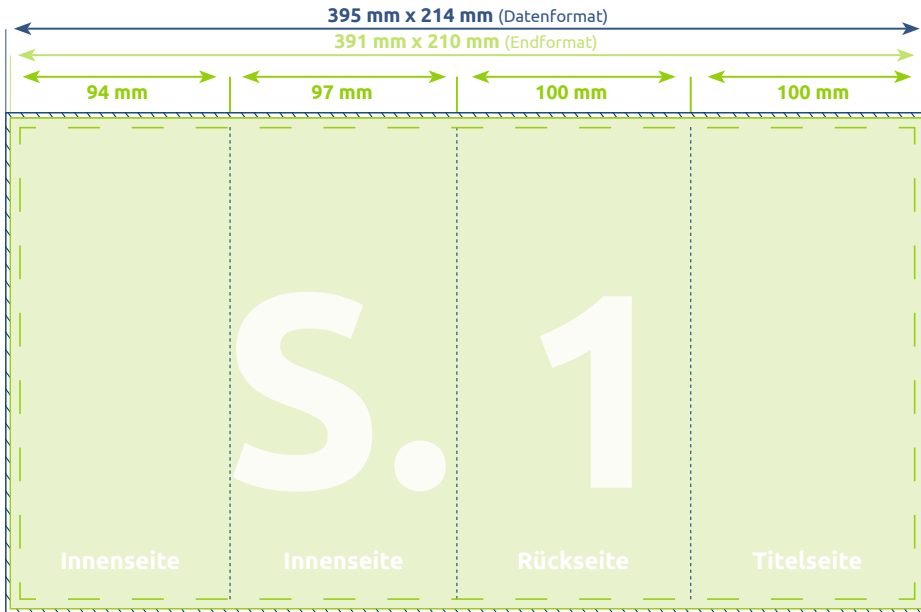 395 mm x 214 mm (Datenformat)
391 mm x 210 mm (Endformat)
94 mm 97 mm 100 mm 100 mm
S. 1
Innenseite Innenseite Rückseite Titelseite